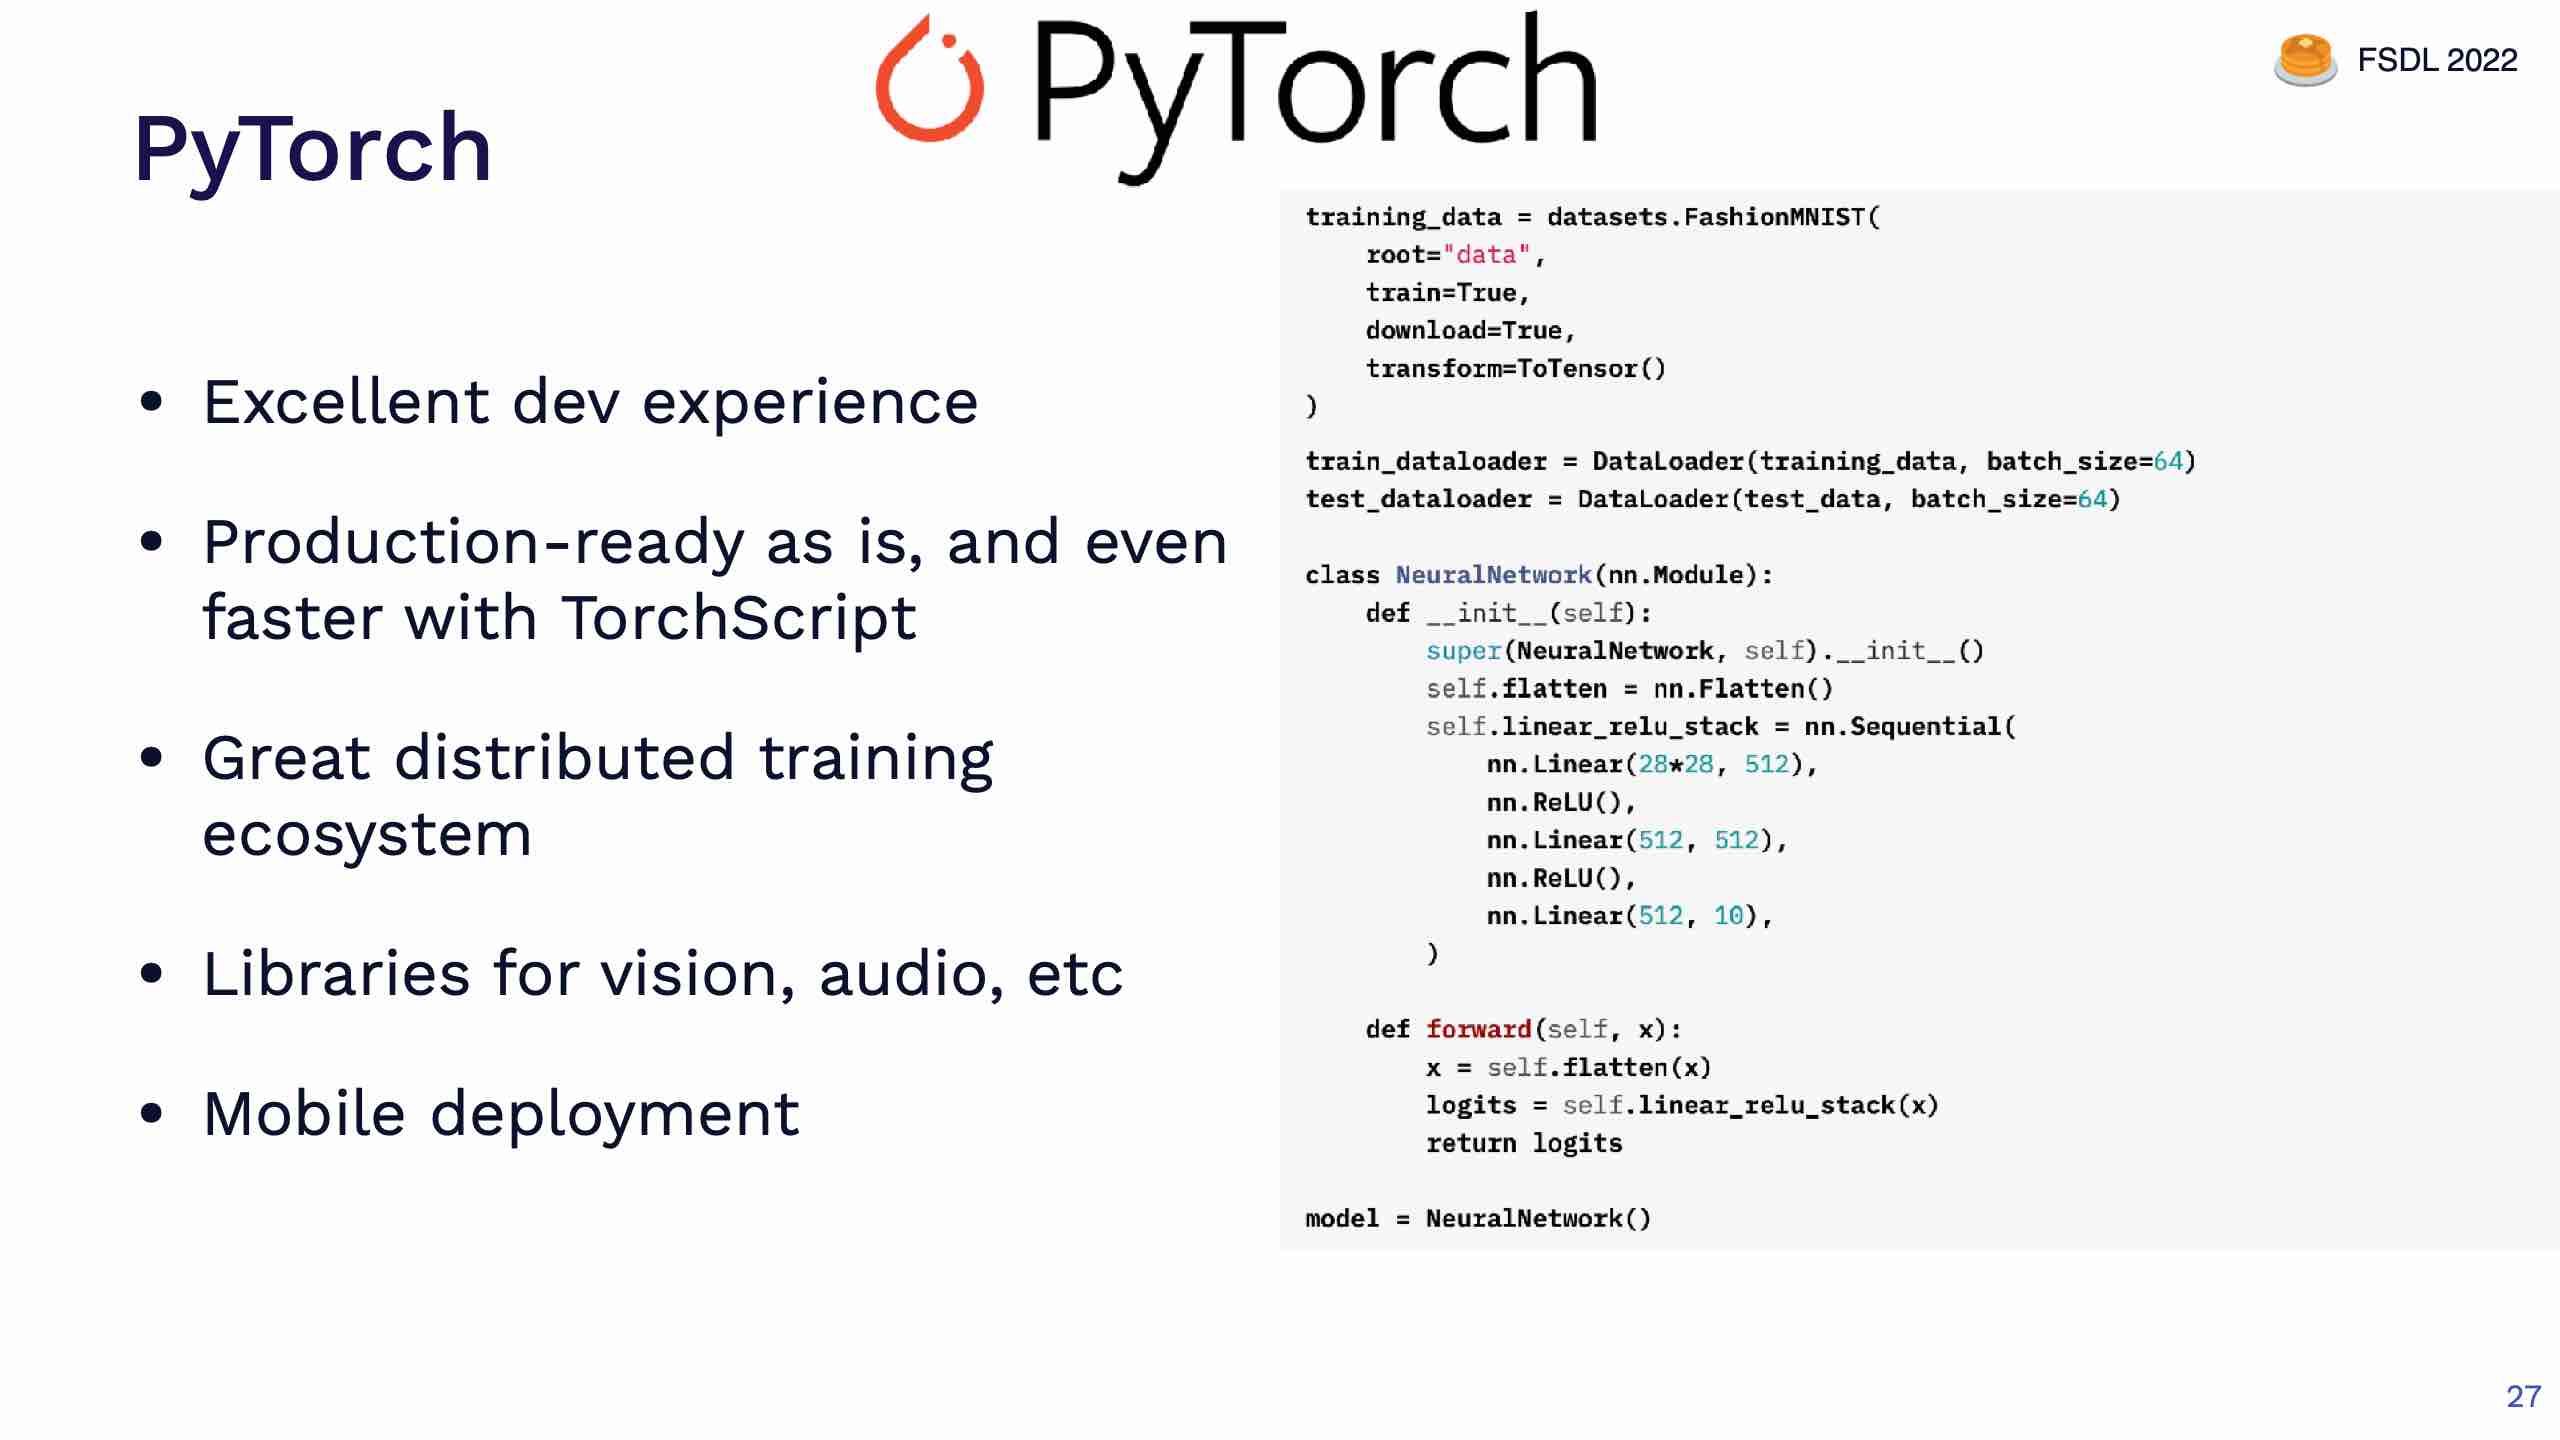 PyTorch
FSDL 2022
PyTorch
• Excellent dev experience
• Production-ready as is, and even
faster with TorchScript
• Great distributed training
ecosystem
• Libraries for vision, audio, etc
• Mobile deployment
training_data = datasets.FashionMNIST(
    root="data",
    train=True,
    download=True,
    transform=ToTensor()
)
train_dataloader = DataLoader(training_data, batch_size=64)
test_dataloader = DataLoader(test_data, batch_size=64)
class NeuralNetwork(nn.Module):
    def __init__(self):
        super(NeuralNetwork, self).__init__()
        self.flatten = nn.Flatten()
        self.linear_relu_stack = nn.Sequential(
            nn.Linear(28*28, 512),
            nn.ReLU(),
            nn.Linear(512, 512),
            nn.ReLU(),
            nn.Linear(512, 10),
        )
    def forward(self, x):
        x = self.flatten(x)
        logits = self.linear_relu_stack(x)
        return logits
model = NeuralNetwork()
27